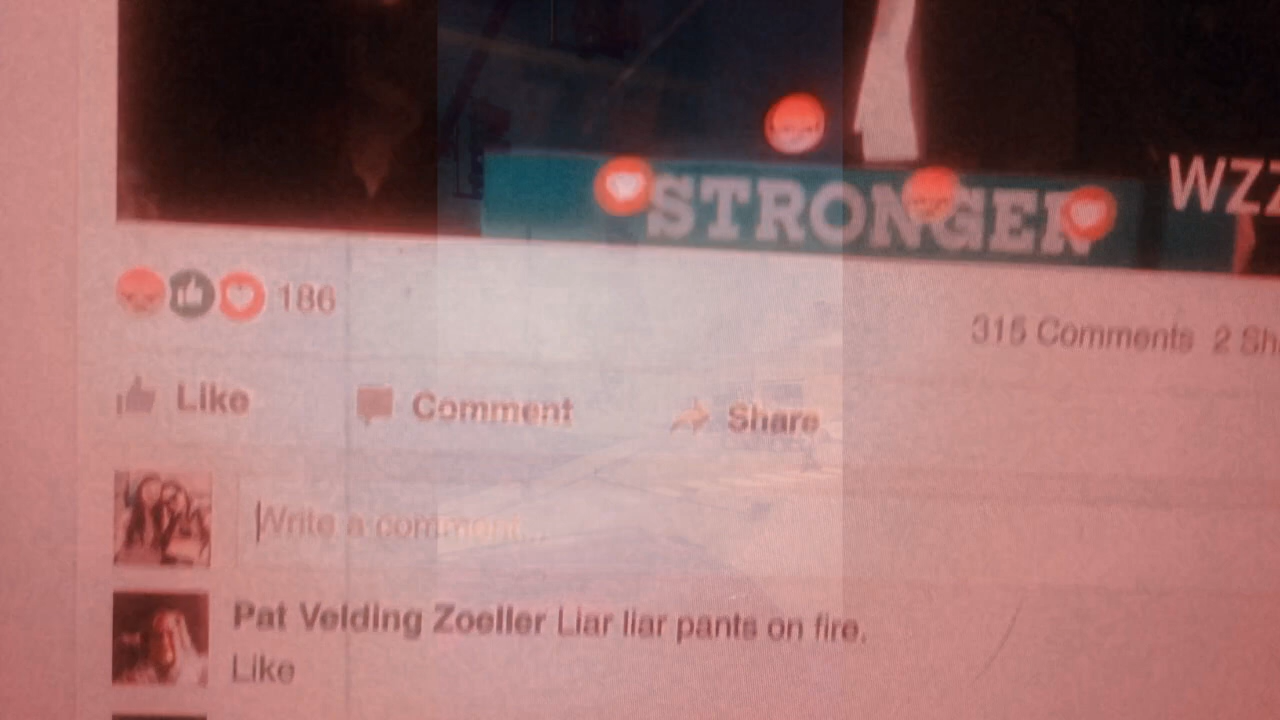 STRONGER
WZZ
186
315 Comments 2 Sh
Like Comment Share
Write a comment...
Pat Velding Zoeller Liar liar pants on fire.
Like